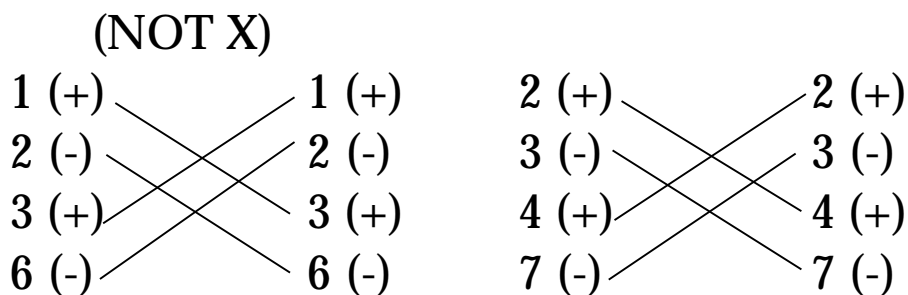 (NOT X)
1 (+) 1 (+) 2 (+) 2 (+)
2 (-) 2 (-) 3 (-) 3 (-)
3 (+) 3 (+) 4 (+) 4 (+)
6 (-) 6 (-) 7 (-) 7 (-)